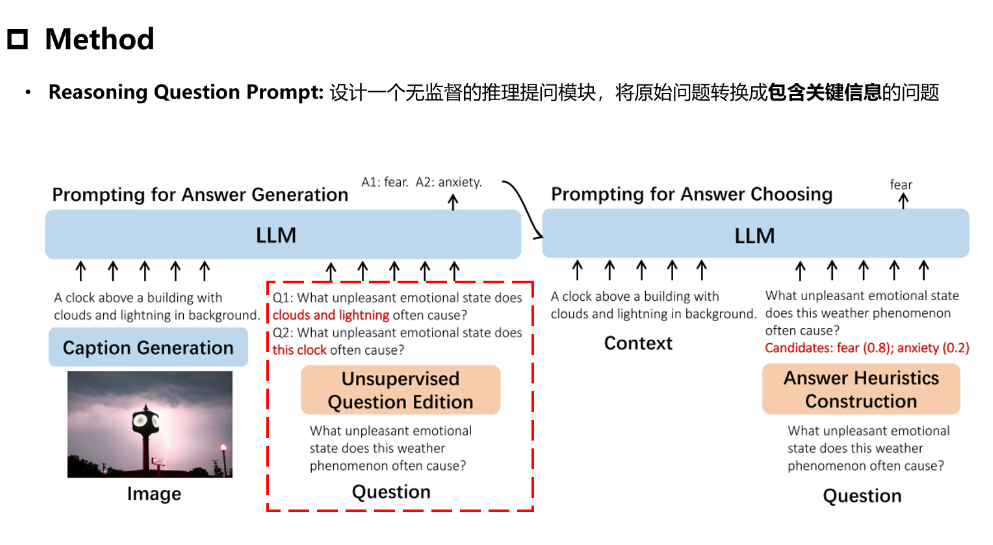 Method
• Reasoning Question Prompt: 设计一个无监督的推理提问模块，将原始问题转换成包含关键信息的问题
Prompting for Answer Generation
A1: fear. A2: anxiety.
LLM
A clock above a building with
clouds and lightning in background.
Caption Generation
Image
Q1: What unpleasant emotional state does
clouds and lightning often cause?
Q2: What unpleasant emotional state does
this clock often cause?
Unsupervised
Question Edition
What unpleasant emotional
state does this weather
phenomenon often cause?
Question
Prompting for Answer Choosing
fear
LLM
A clock above a building with
clouds and lightning in background.
Context
What unpleasant emotional state
does this weather phenomenon
often cause?
Candidates: fear (0.8); anxiety (0.2)
Answer Heuristics
Construction
What unpleasant emotional
state does this weather
phenomenon often cause?
Question